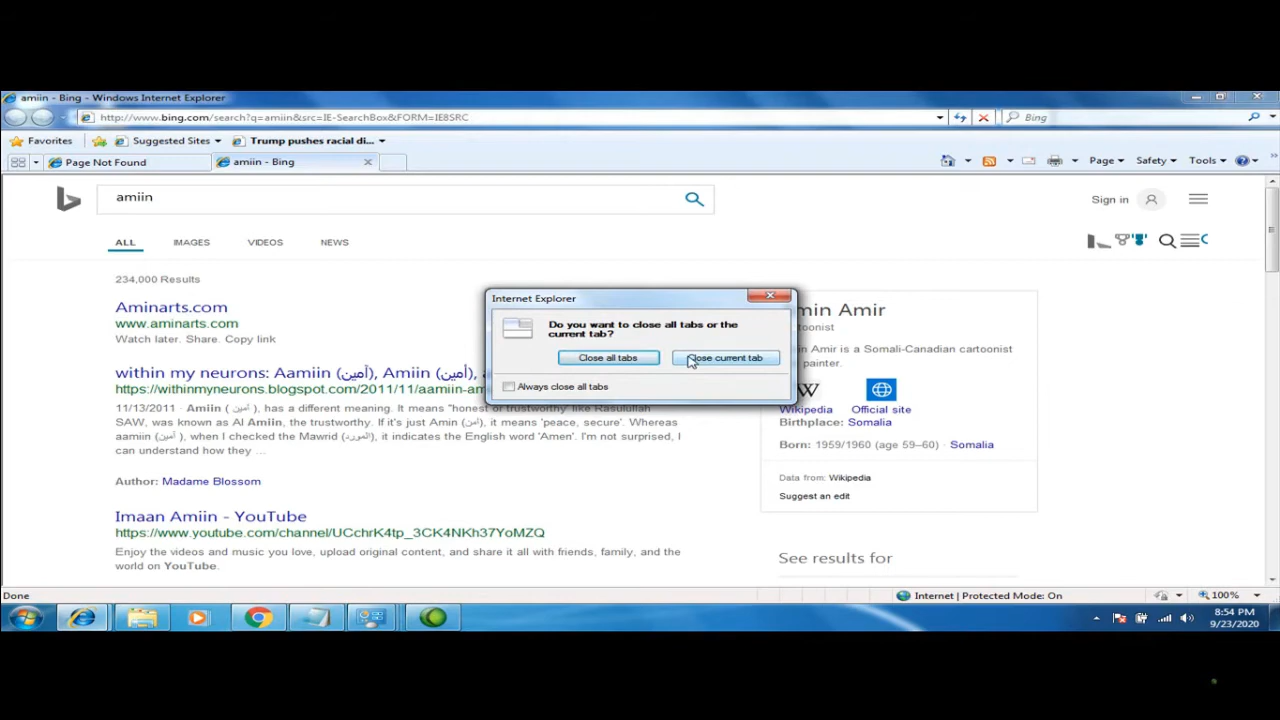 amiin - Bing - Windows Internet Explorer
http://www.bing.com/search?q=amiin&src=IE-SearchBox&FORM=IE8SRC
Bing
Favorites
Suggested Sites
Trump pushes racial di...
Page Not Found
amiin - Bing
Page
Safety
Tools
amiin
Sign in
ALL
IMAGES
VIDEOS
NEWS
234,000 Results
Aminarts.com
www.aminarts.com
Watch later. Share. Copy link
within my neurons: Aamiin (آمين), Amiin (أمين),
https://withinmyneurons.blogspot.com/2011/11/aamiin-am
11/13/2011 · Amiin (أمين), has a different meaning. It means "honest or trustworthy" like Rasulullah
SAW, was known as Al Amiin, the trustworthy. If it's just Amin (آمن), it means 'peace, secure'. Whereas
aamiin (آمين), when I checked the Mawrid (المورد), it indicates the English word 'Amen'. I'm not surprised, I
can understand how they ...
Author: Madame Blossom
Imaan Amiin - YouTube
https://www.youtube.com/channel/UCchrK4tp_3CK4NKh37YoMZQ
Enjoy the videos and music you love, upload original content, and share it all with friends, family, and the
world on YouTube.
Internet Explorer
Do you want to close all tabs or the
current tab?
Close all tabs
Close current tab
Always close all tabs
min Amir
rtoonist
in Amir is a Somali-Canadian cartoonist
painter.
W
Wikipedia
Official site
Birthplace: Somalia
Born: 1959/1960 (age 59–60) · Somalia
Data from: Wikipedia
Suggest an edit
See results for
Done
Internet | Protected Mode: On
100%
8:54 PM
9/23/2020